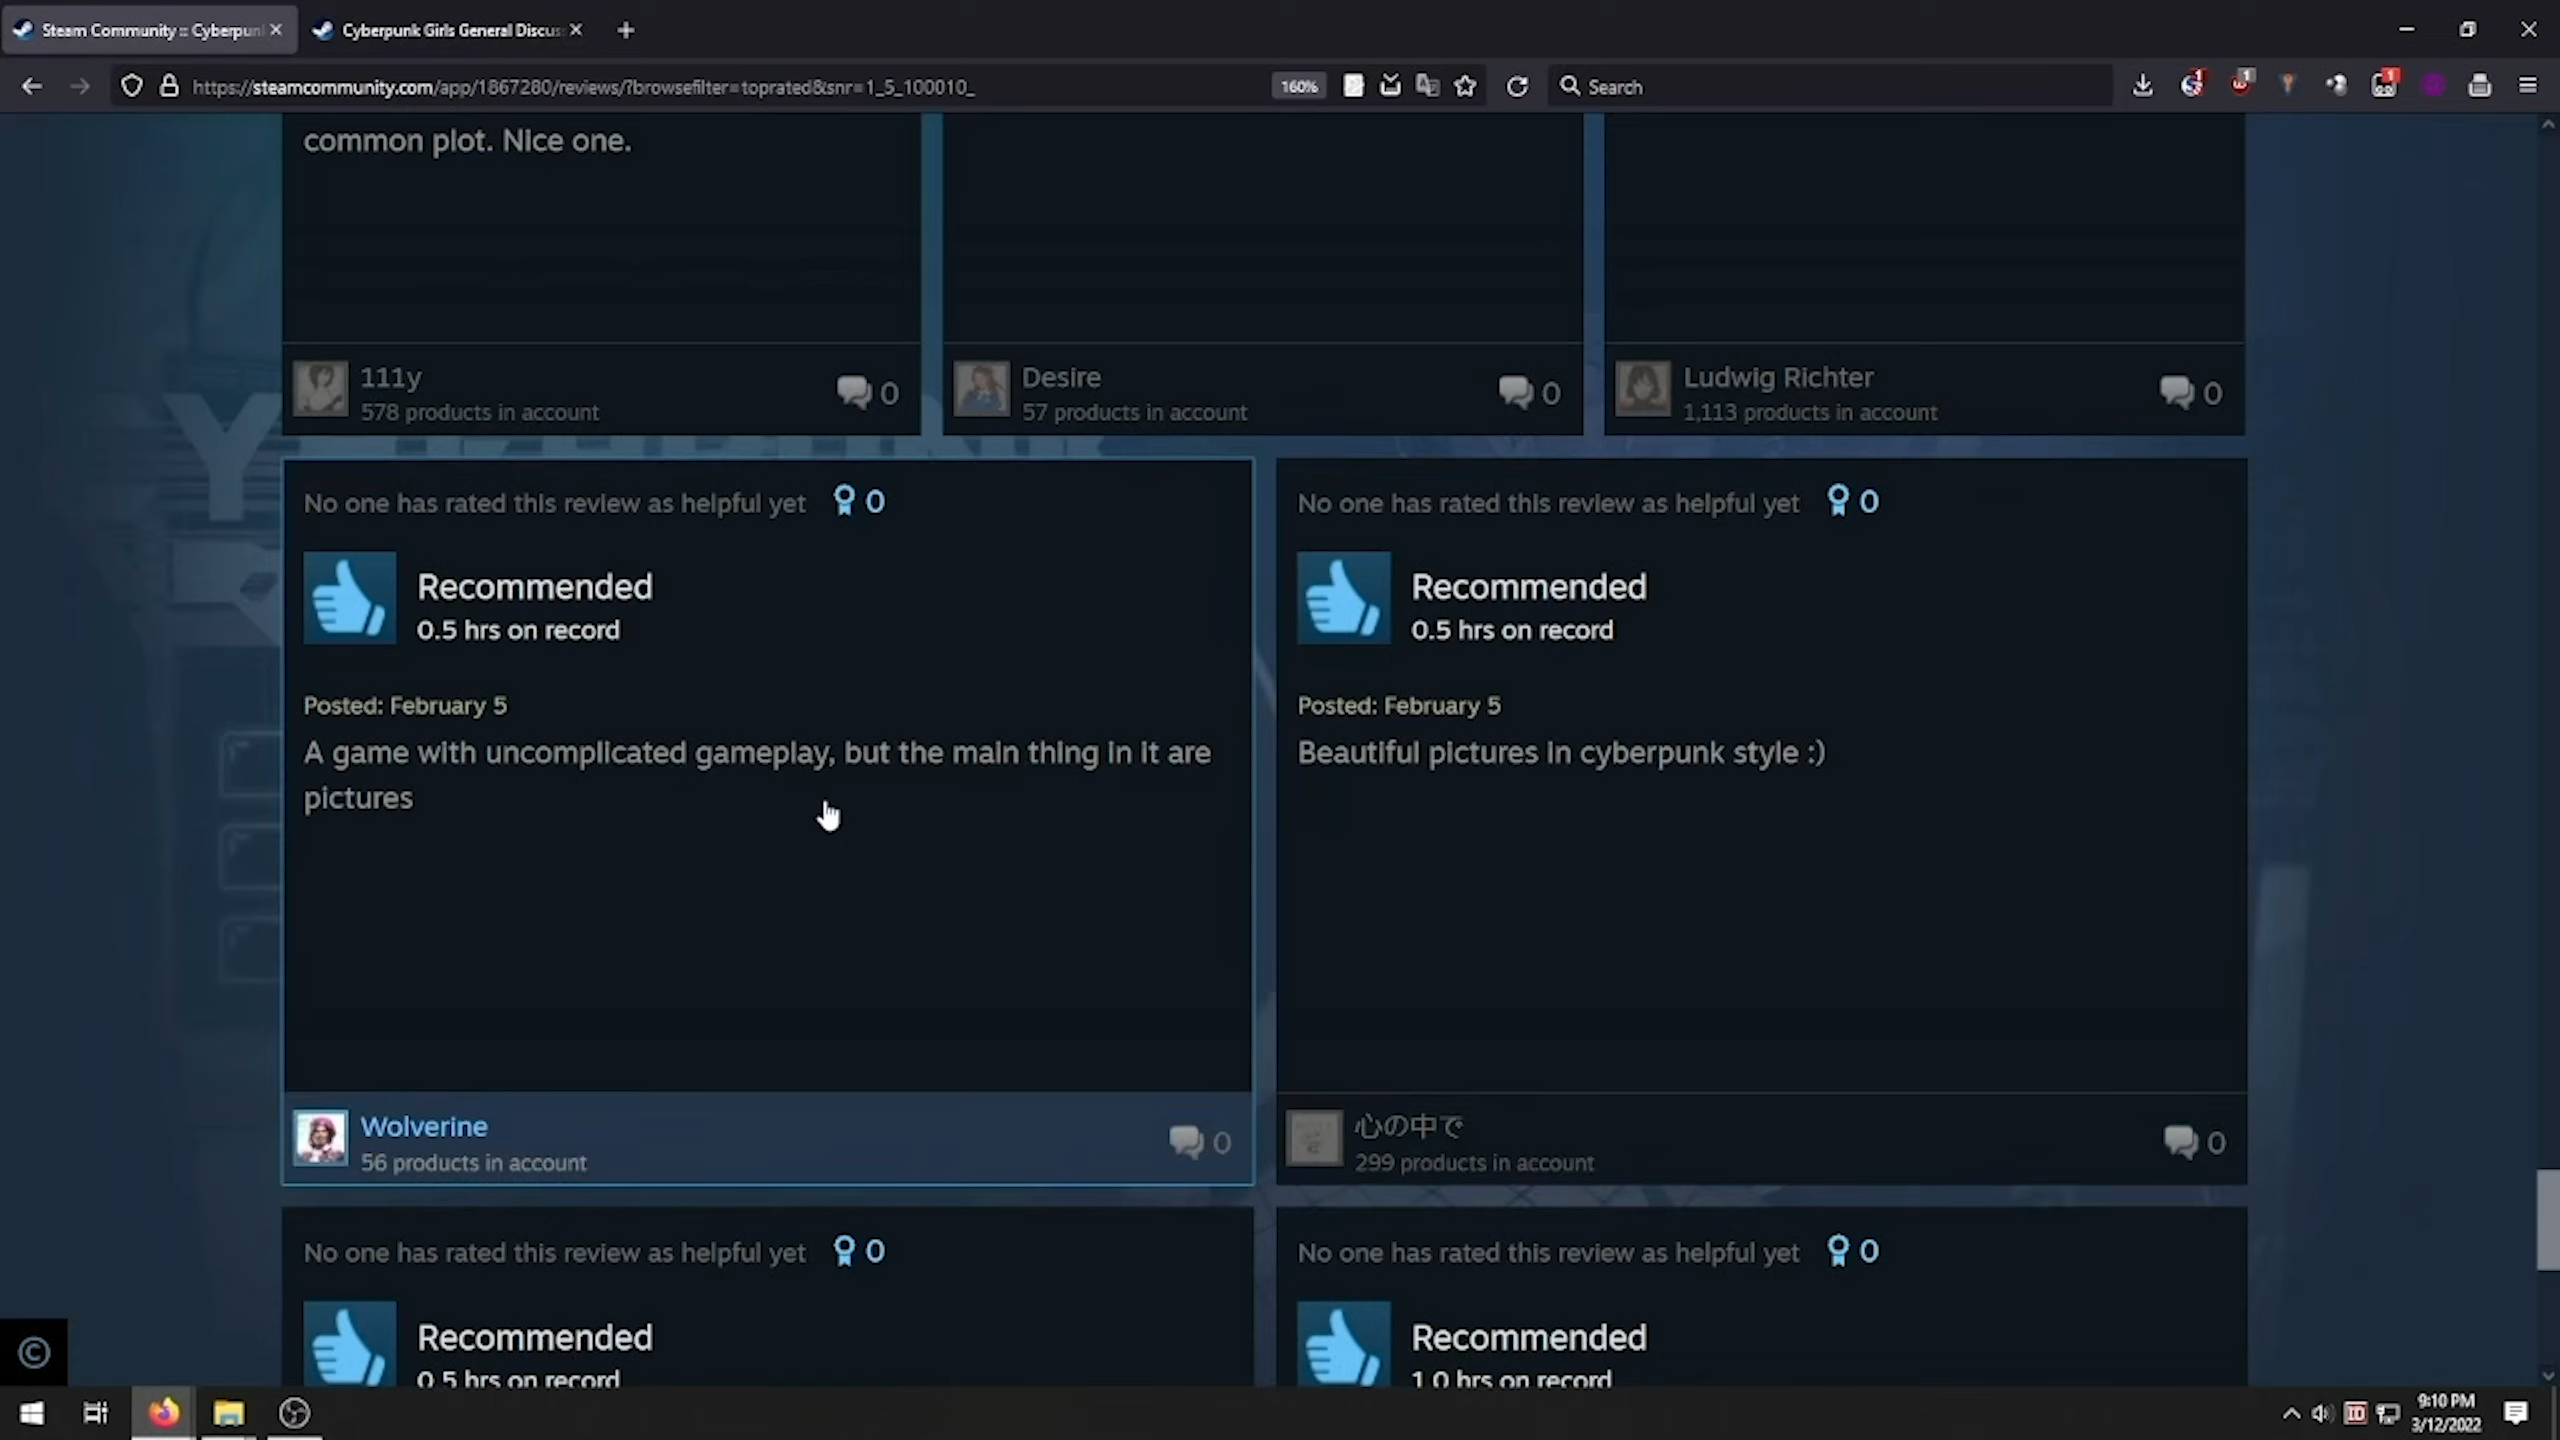 Steam Community :: Cyberpun
Cyberpunk Girls General Discus
https://steamcommunity.com/app/1867280/reviews/?browsefilter=toprated&snr=1_5_100010_
160%
Search
1
1
1
common plot. Nice one.
111y
578 products in account
0
Desire
57 products in account
0
Ludwig Richter
1,113 products in account
0
No one has rated this review as helpful yet 0
Recommended
0.5 hrs on record
Posted: February 5
A game with uncomplicated gameplay, but the main thing in it are
pictures
Wolverine
56 products in account
0
No one has rated this review as helpful yet 0
Recommended
0.5 hrs on record
Posted: February 5
Beautiful pictures in cyberpunk style :)
心の中で
299 products in account
0
No one has rated this review as helpful yet 0
Recommended
0.5 hrs on record
No one has rated this review as helpful yet 0
Recommended
1.0 hrs on record
©
9:10 PM
3/12/2022